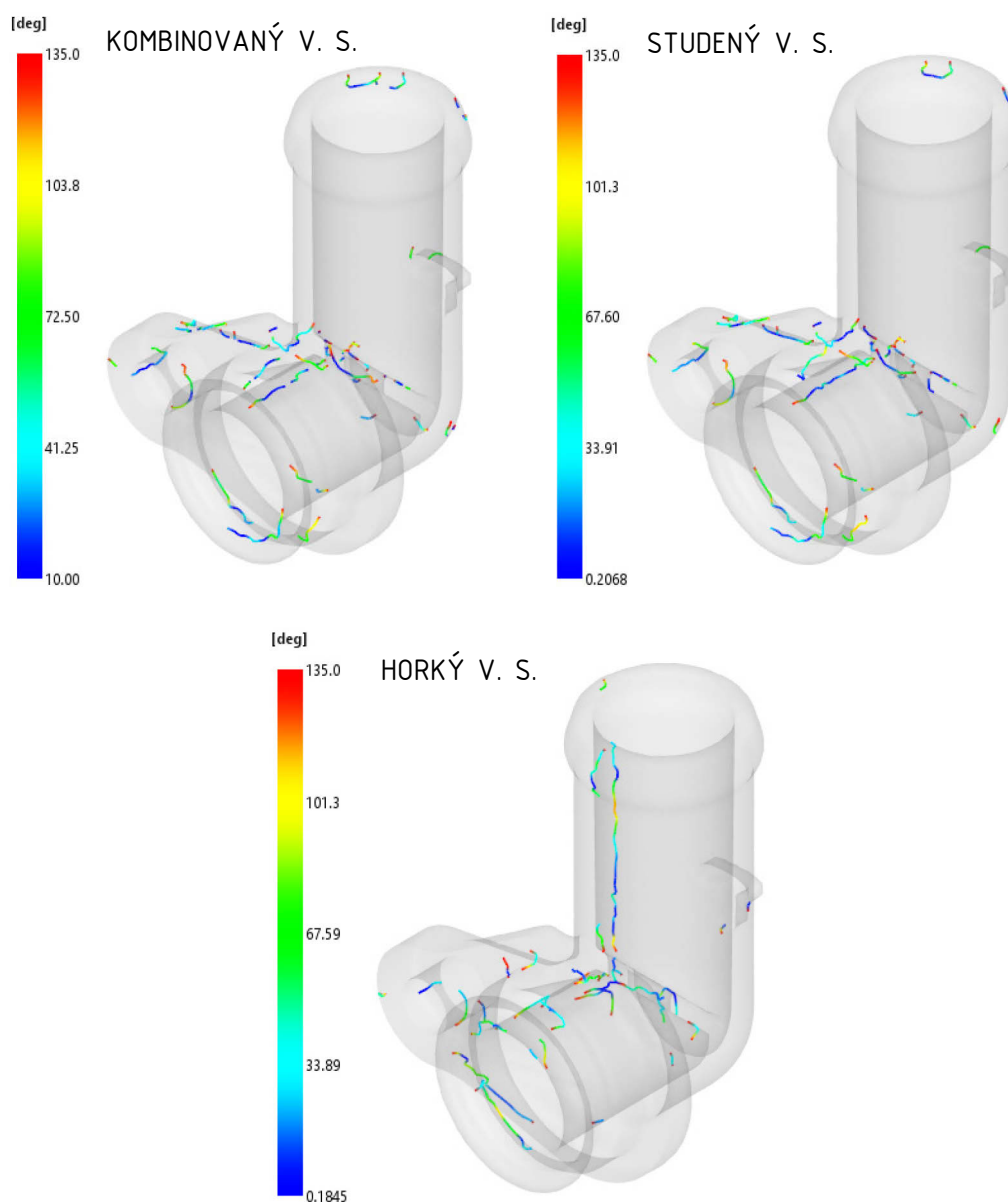 [deg]
KOMBINOVANÝ V. S.
135.0
103.8
72.50
41.25
10.00
[deg]
STUDENÝ V. S.
135.0
101.3
67.60
33.91
0.2068
[deg]
HORKÝ V. S.
135.0
101.3
67.59
33.89
0.1845